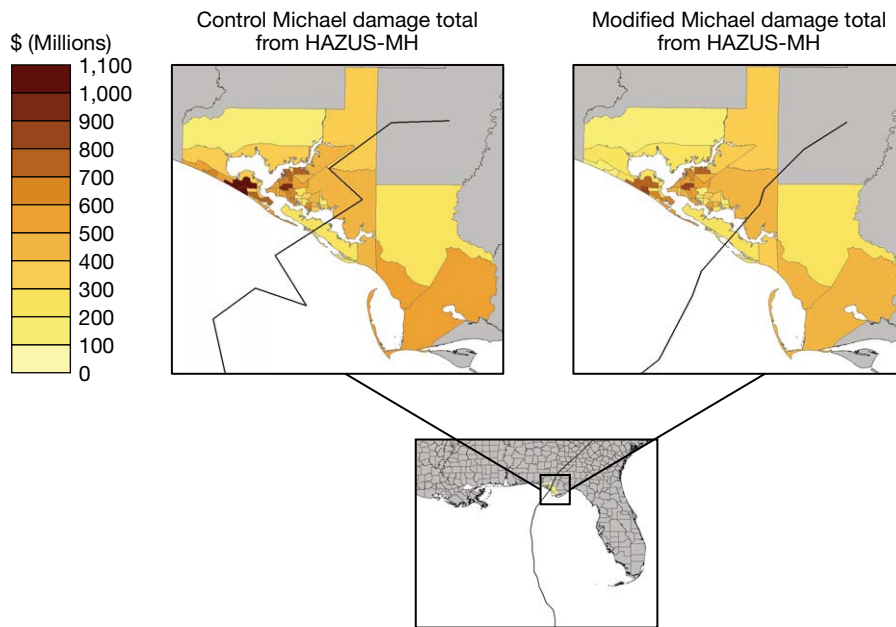 Control Michael damage total
from HAZUS-MH
Modified Michael damage total
from HAZUS-MH
$ (Millions)
1,100
1,000
900
800
700
600
500
400
300
200
100
0